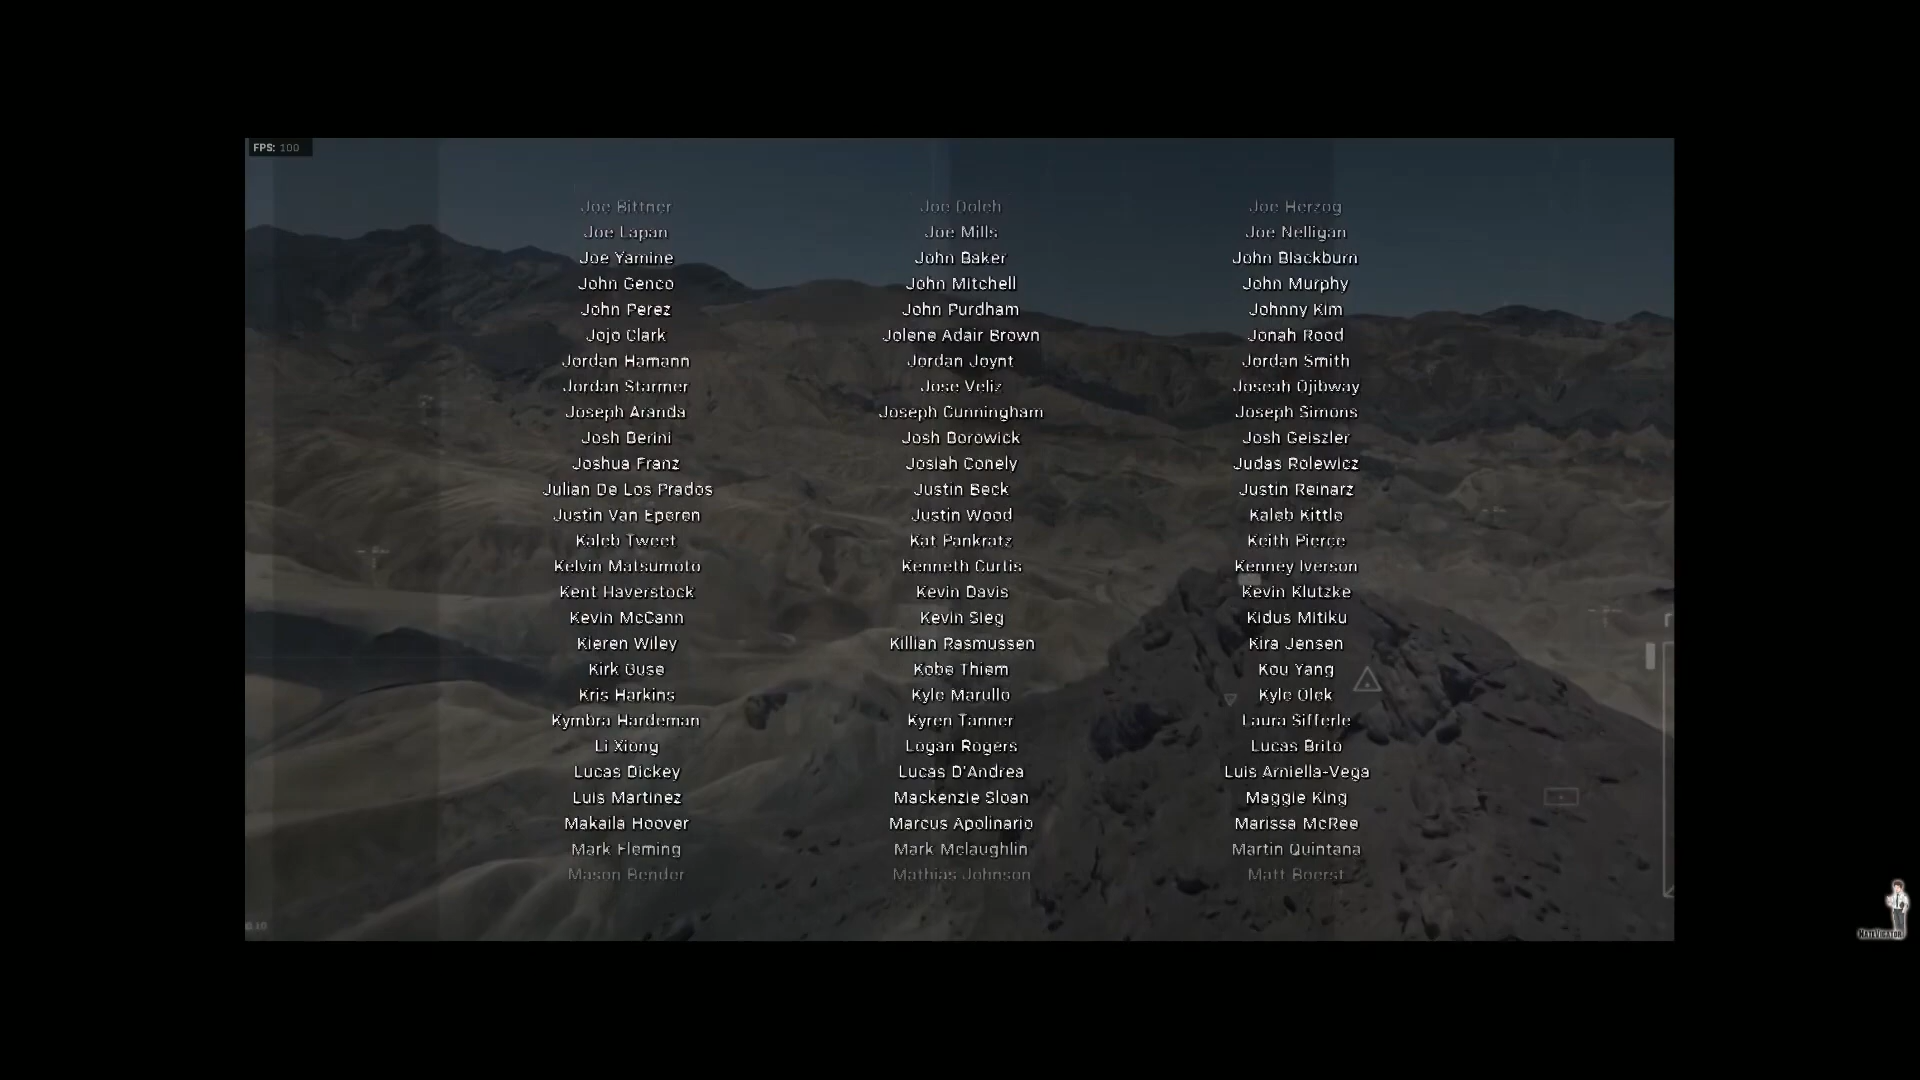 FPS: 100
Joe Bittner Joe Doleh Joe Herzog
Joe Lapan Joe Mills Joe Nelligan
Joe Yamine John Baker John Blackburn
John Genco John Mitchell John Murphy
John Perez John Purdham Johnny Kim
Jojo Clark Jolene Adair Brown Jonah Rood
Jordan Hamann Jordan Joynt Jordan Smith
Jordan Starmer Jose Veliz Joseah Ojibway
Joseph Aranda Joseph Cunningham Joseph Simons
Josh Berini Josh Borowick Josh Geiszler
Joshua Franz Josiah Conely Judas Rolewicz
Julian De Los Prados Justin Beck Justin Reinarz
Justin Van Eperen Justin Wood Kaleb Kittle
Kaleb Tweet Kat Pankratz Keith Pierce
Kelvin Matsumoto Kenneth Curtis Kenney Iverson
Kent Haverstock Kevin Davis Kevin Klutzke
Kevin McCann Kevin Sieg Kidus Mitiku
Kieren Wiley Killian Rasmussen Kira Jensen
Kirk Guse Kobe Thiem Kou Yang
Kris Harkins Kyle Marullo Kyle Olek
Kymbra Hardeman Kyren Tanner Laura Sifferle
Li Xiong Logan Rogers Lucas Brito
Lucas Dickey Lucas D'Andrea Luis Arniella-Vega
Luis Martinez Mackenzie Sloan Maggie King
Makaila Hoover Marcus Apolinario Marissa McRee
Mark Fleming Mark Mclaughlin Martin Quintana
Mason Bender Mathias Johnson Matt Boerst